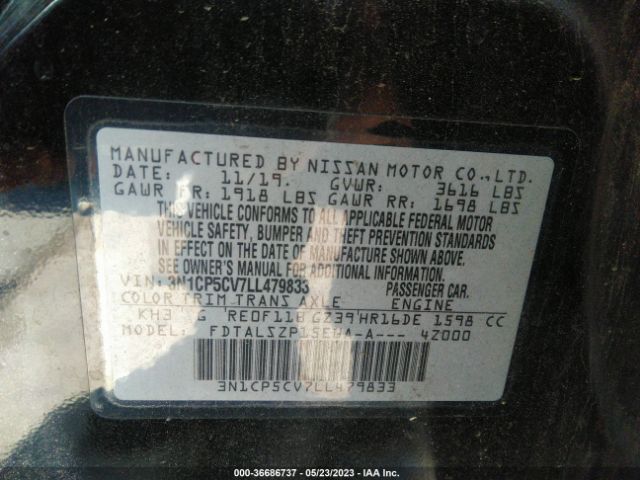 MANUFACTURED BY NISSAN MOTOR CO.,LTD.
DATE: 11/19. GVWR: 3616 LBS
GAWR FR: 1918 LBS GAWR RR: 1698 LBS
THIS VEHICLE CONFORMS TO ALL APPLICABLE FEDERAL MOTOR
VEHICLE SAFETY, BUMPER AND THEFT PREVENTION STANDARDS
IN EFFECT ON THE DATE OF MANUFACTURE SHOWN ABOVE.
SEE OWNER'S MANUAL FOR ADDITIONAL INFORMATION.
VIN: 3N1CP5CV7LL479833 PASSENGER CAR.
COLOR TRIM TRANS AXLE ENGINE
KH3 G RE0F11B GZ39 HR16DE 1598 CC
MODEL: FDTALSZP15EUA-A--- 42000
3N1CP5CV7LL479833
000-36686737 - 05/23/2023 - IAA Inc.